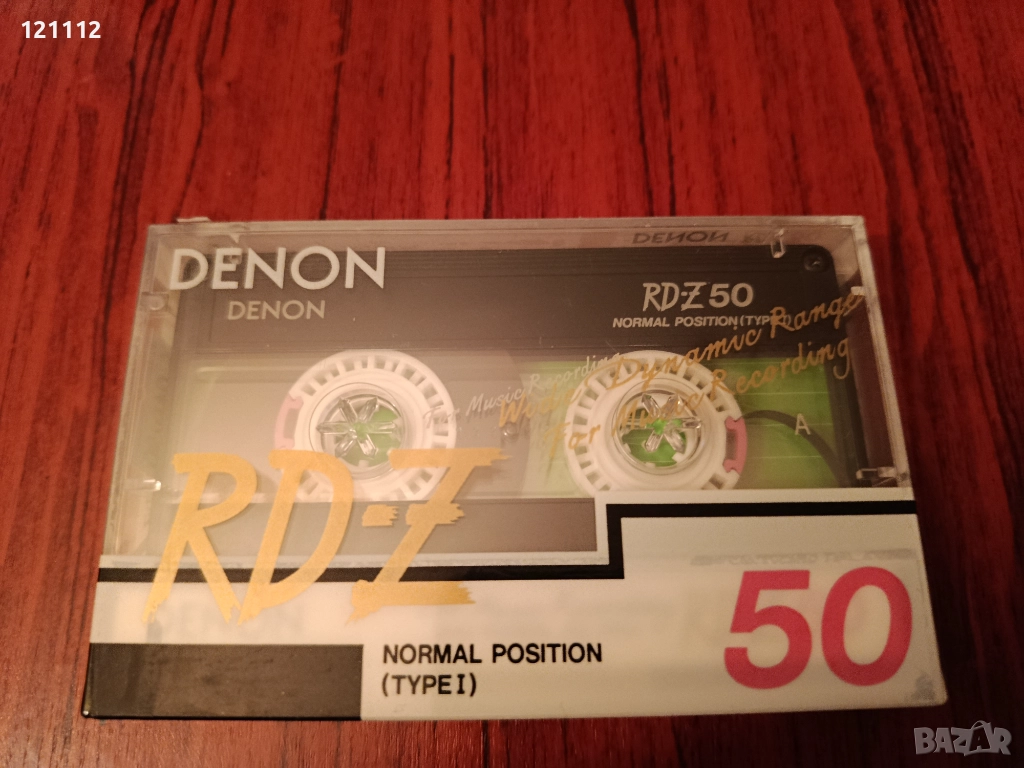 121112
DENON
DENON
DENON
RD-Z 50
NORMAL POSITION (TYPE I)
Wide Dynamic Range
For Music Recording
For Music Recording
A
RD-Z
NORMAL POSITION
(TYPE I)
50
BAZAR